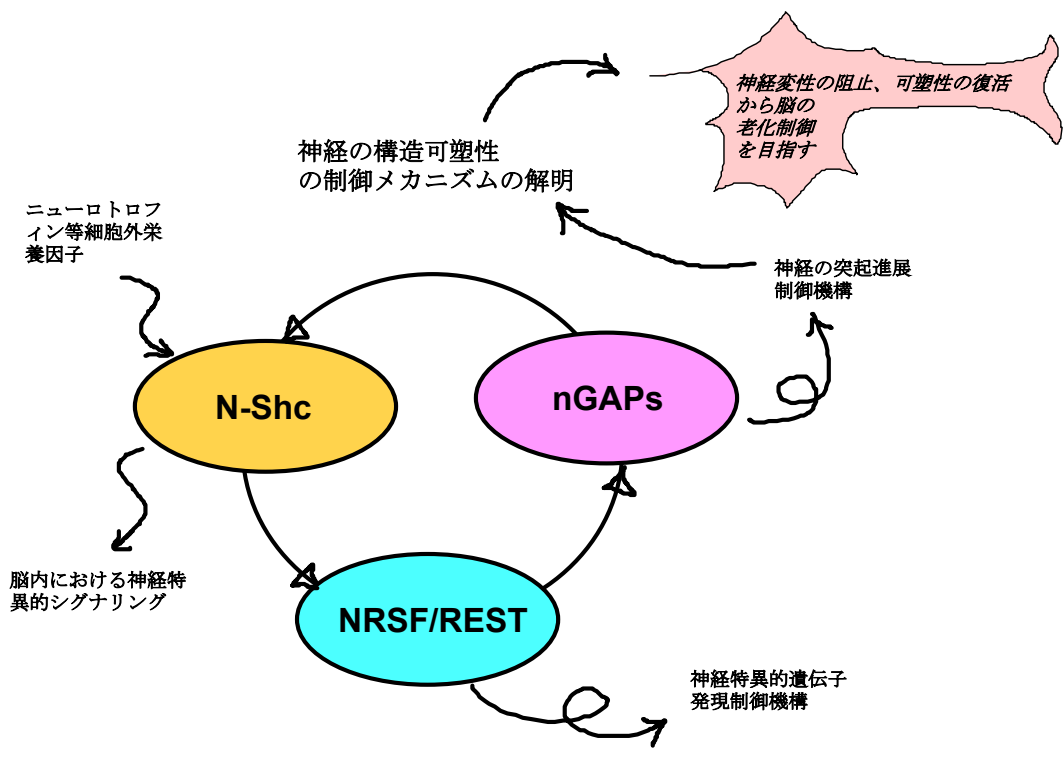 神経変性の阻止、可塑性の復活
から脳の
老化制御
を目指す
神経の構造可塑性
の制御メカニズムの解明
ニューロトロフ
ィン等細胞外栄
養因子
神経の突起進展
制御機構
N-Shc
nGAPs
脳内における神経特
異的シグナリング
NRSF/REST
神経特異的遺伝子
発現制御機構